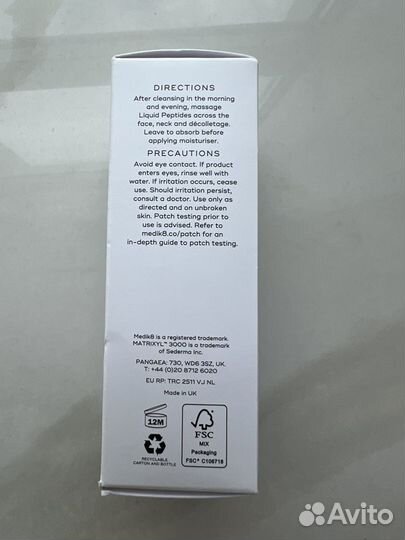 DIRECTIONS
After cleansing in the morning
and evening, massage
Liquid Peptides across the
face, neck and décolletage.
Leave to absorb before
applying moisturiser.
PRECAUTIONS
Avoid eye contact. If product
enters eyes, rinse well with
water. If irritation occurs, cease
use. Should irritation persist,
consult a doctor. Use only as
directed and on unbroken
skin. Patch testing prior to
use is advised. Refer to
medik8.co/patch for an
in-depth guide to patch testing.
Medik8 is a registered trademark.
MATRIXYL™ 3000 is a trademark
of Sederma Inc.
PANGAEA: 730, WD6 3SZ, UK.
T: +44 (0)20 8712 6020
EU RP: TRC 2511 VJ NL
Made in UK
12M
RECYCLABLE
CARTON AND BOTTLE
FSC
MIX
Packaging
FSC® C106718
Avito